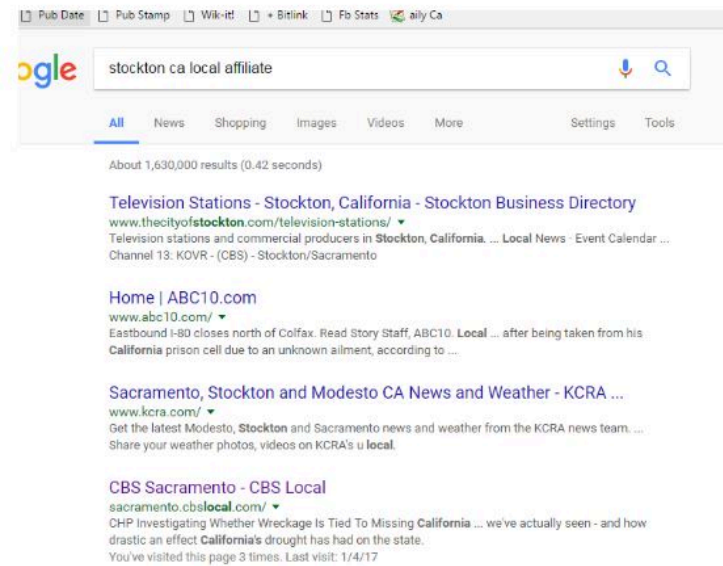 Pub Date Pub Stamp Wik-it! + Bitlink Fb Stats aily Ca
ogle stockton ca local affiliate
All News Shopping Images Videos More Settings Tools
About 1,630,000 results (0.42 seconds)
Television Stations - Stockton, California - Stockton Business Directory
www.thecityofstockton.com/television-stations/ ▼
Television stations and commercial producers in Stockton, California. ... Local News · Event Calendar ...
Channel 13: KOVR - (CBS) - Stockton/Sacramento
Home | ABC10.com
www.abc10.com/ ▼
Eastbound I-80 closes north of Colfax. Read Story Staff, ABC10. Local ... after being taken from his
California prison cell due to an unknown ailment, according to ...
Sacramento, Stockton and Modesto CA News and Weather - KCRA ...
www.kcra.com/ ▼
Get the latest Modesto, Stockton and Sacramento news and weather from the KCRA news team. ...
Share your weather photos, videos on KCRA's u local.
CBS Sacramento - CBS Local
sacramento.cbslocal.com/ ▼
CHP Investigating Whether Wreckage Is Tied To Missing California ... we've actually seen - and how
drastic an effect California's drought has had on the state.
You've visited this page 3 times. Last visit: 1/4/17